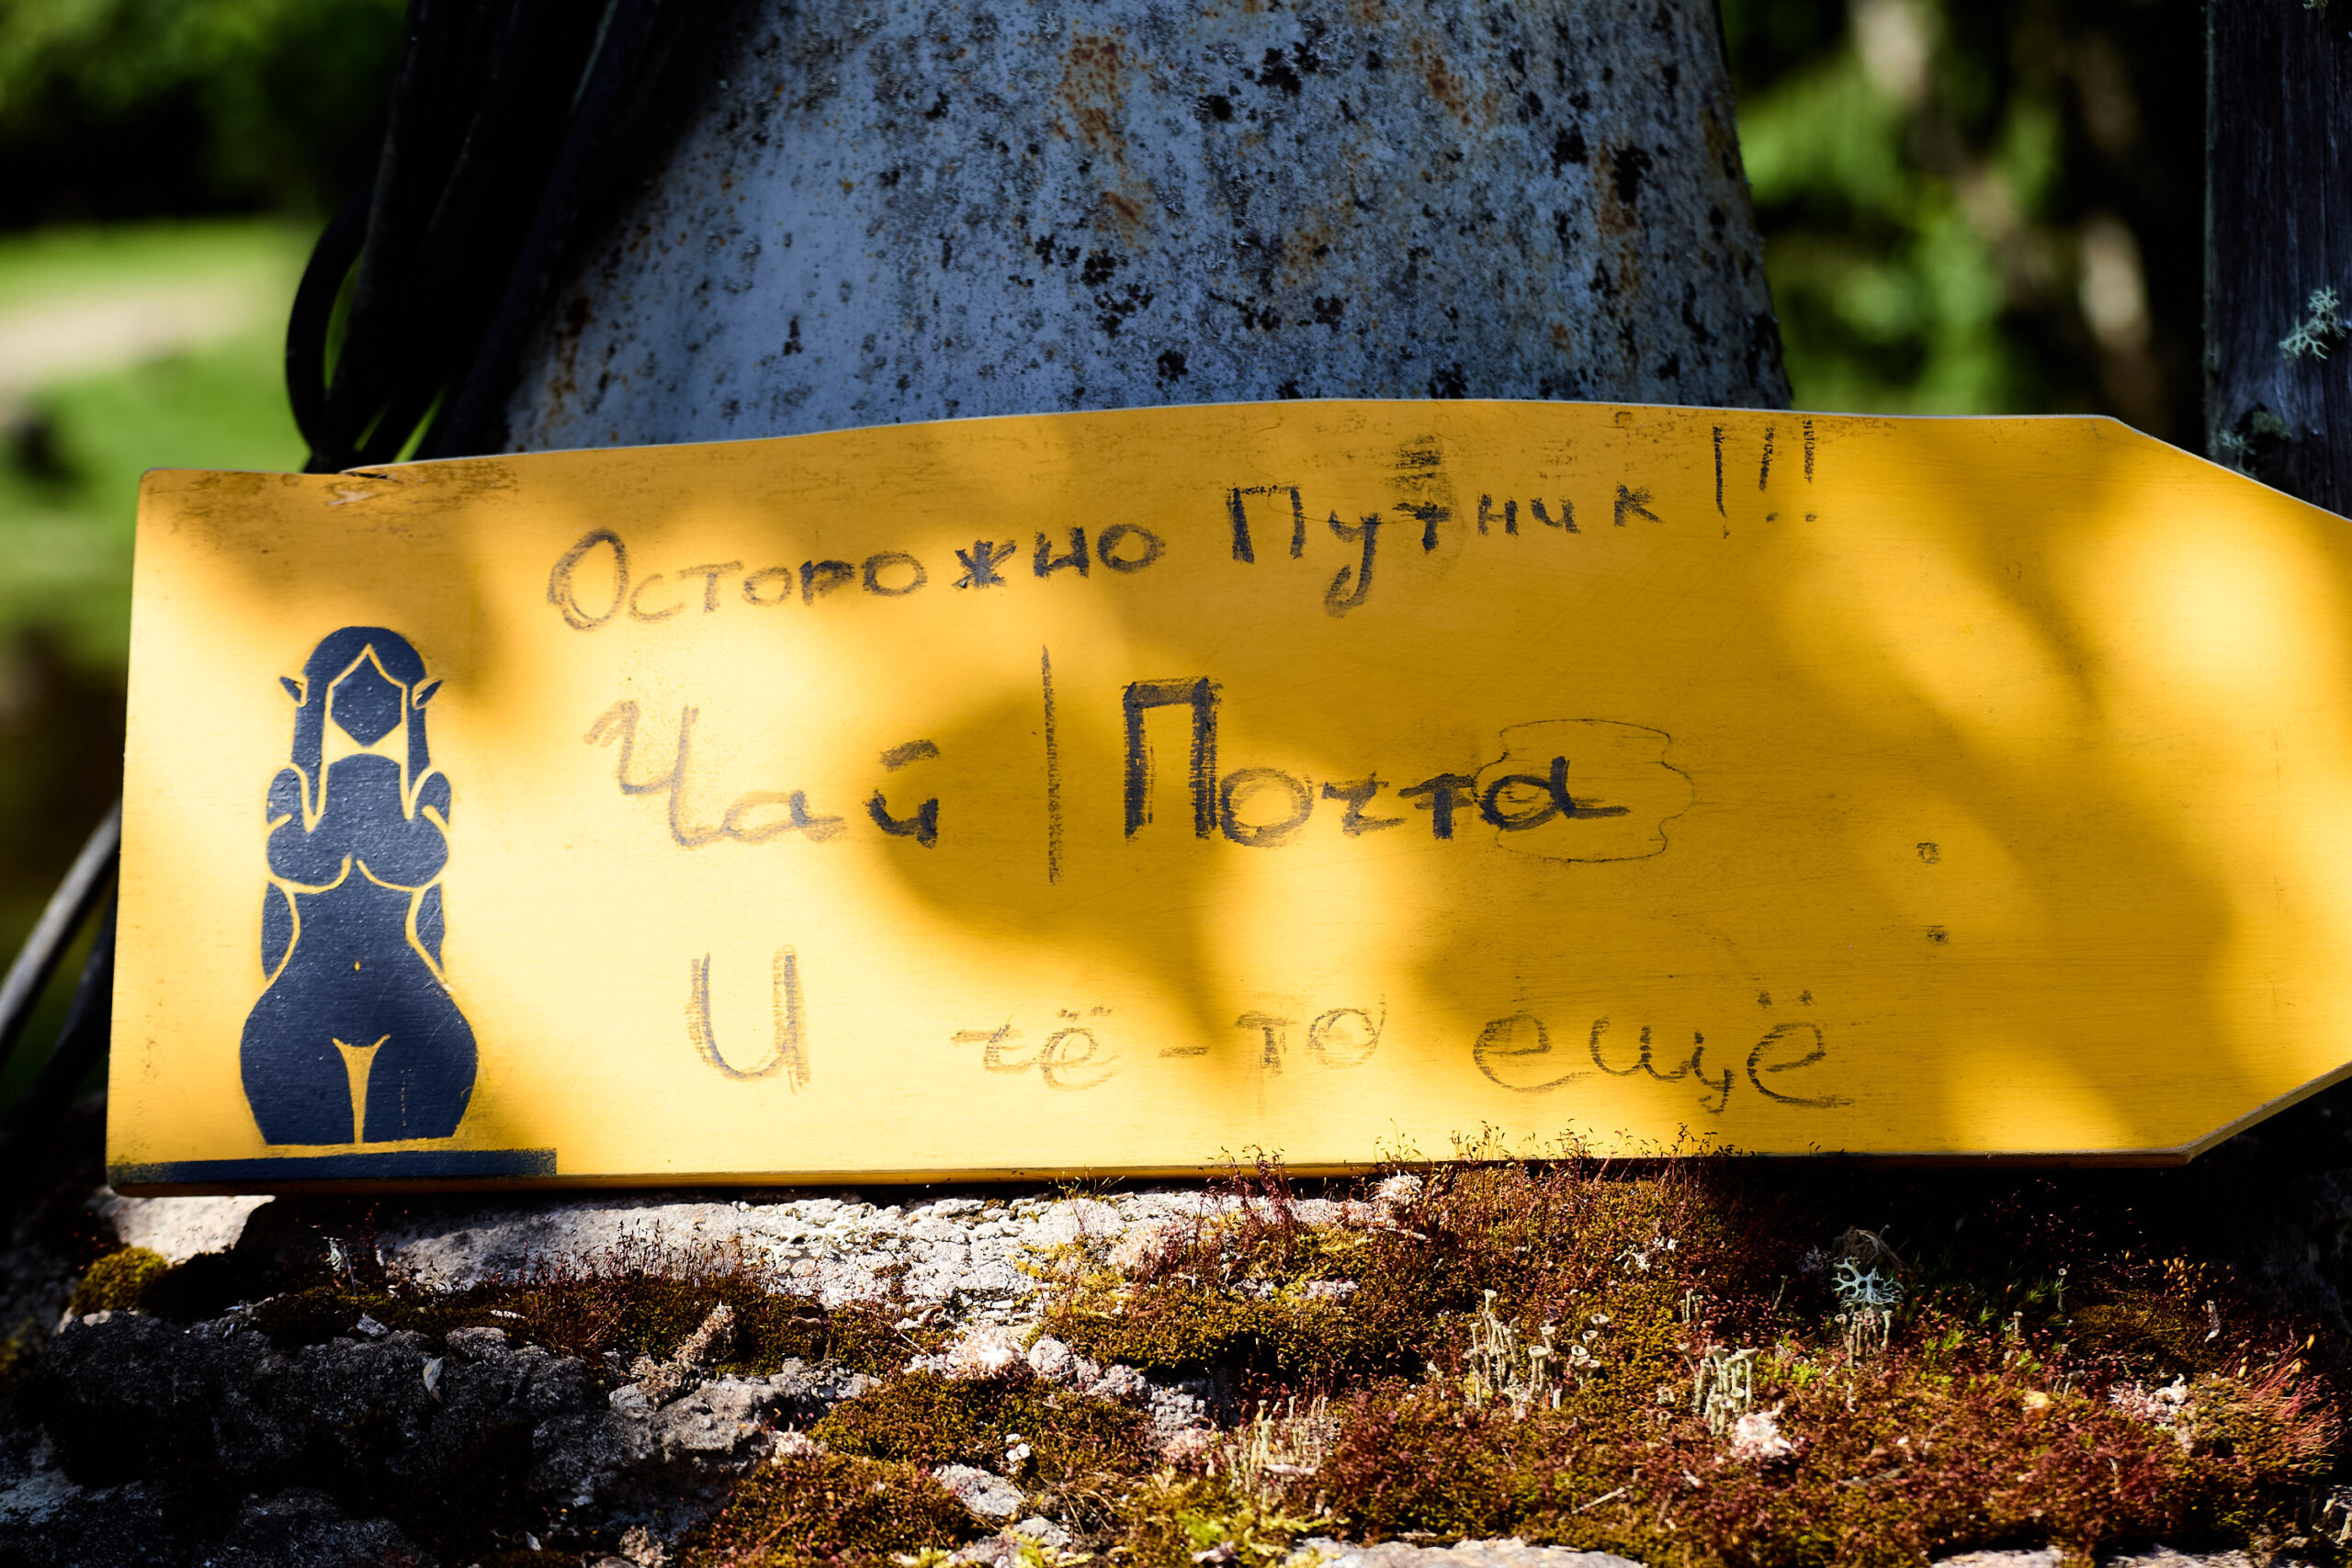 Осторожно Путник!!!
Чай | Почта
И чё-то ещё